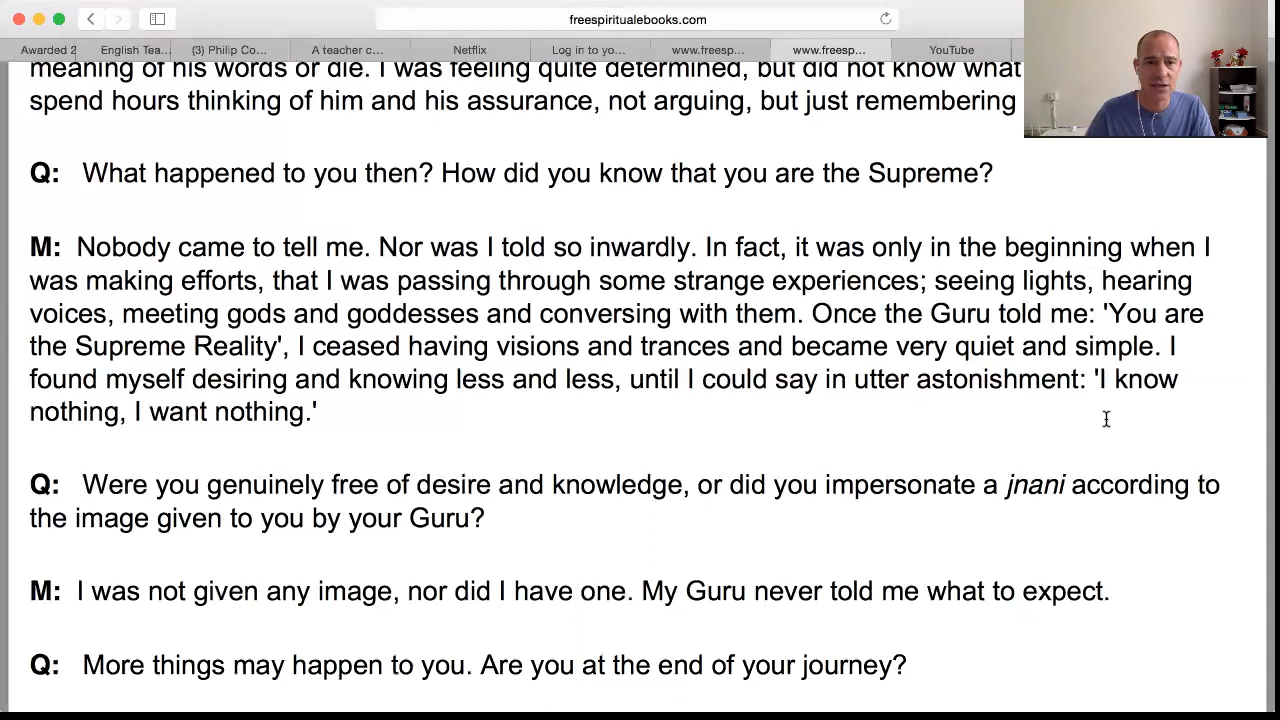 freespiritualebooks.com
Awarded 2
English Tea...
(3) Philip Co...
A teacher c...
Netflix
Log in to yo...
www.freesp...
www.freesp...
YouTube
meaning of his words or die. I was feeling quite determined, but did not know what
spend hours thinking of him and his assurance, not arguing, but just remembering
Q: What happened to you then? How did you know that you are the Supreme?
M: Nobody came to tell me. Nor was I told so inwardly. In fact, it was only in the beginning when I
was making efforts, that I was passing through some strange experiences; seeing lights, hearing
voices, meeting gods and goddesses and conversing with them. Once the Guru told me: 'You are
the Supreme Reality', I ceased having visions and trances and became very quiet and simple. I
found myself desiring and knowing less and less, until I could say in utter astonishment: 'I know
nothing, I want nothing.'
Q: Were you genuinely free of desire and knowledge, or did you impersonate a jnani according to
the image given to you by your Guru?
M: I was not given any image, nor did I have one. My Guru never told me what to expect.
Q: More things may happen to you. Are you at the end of your journey?